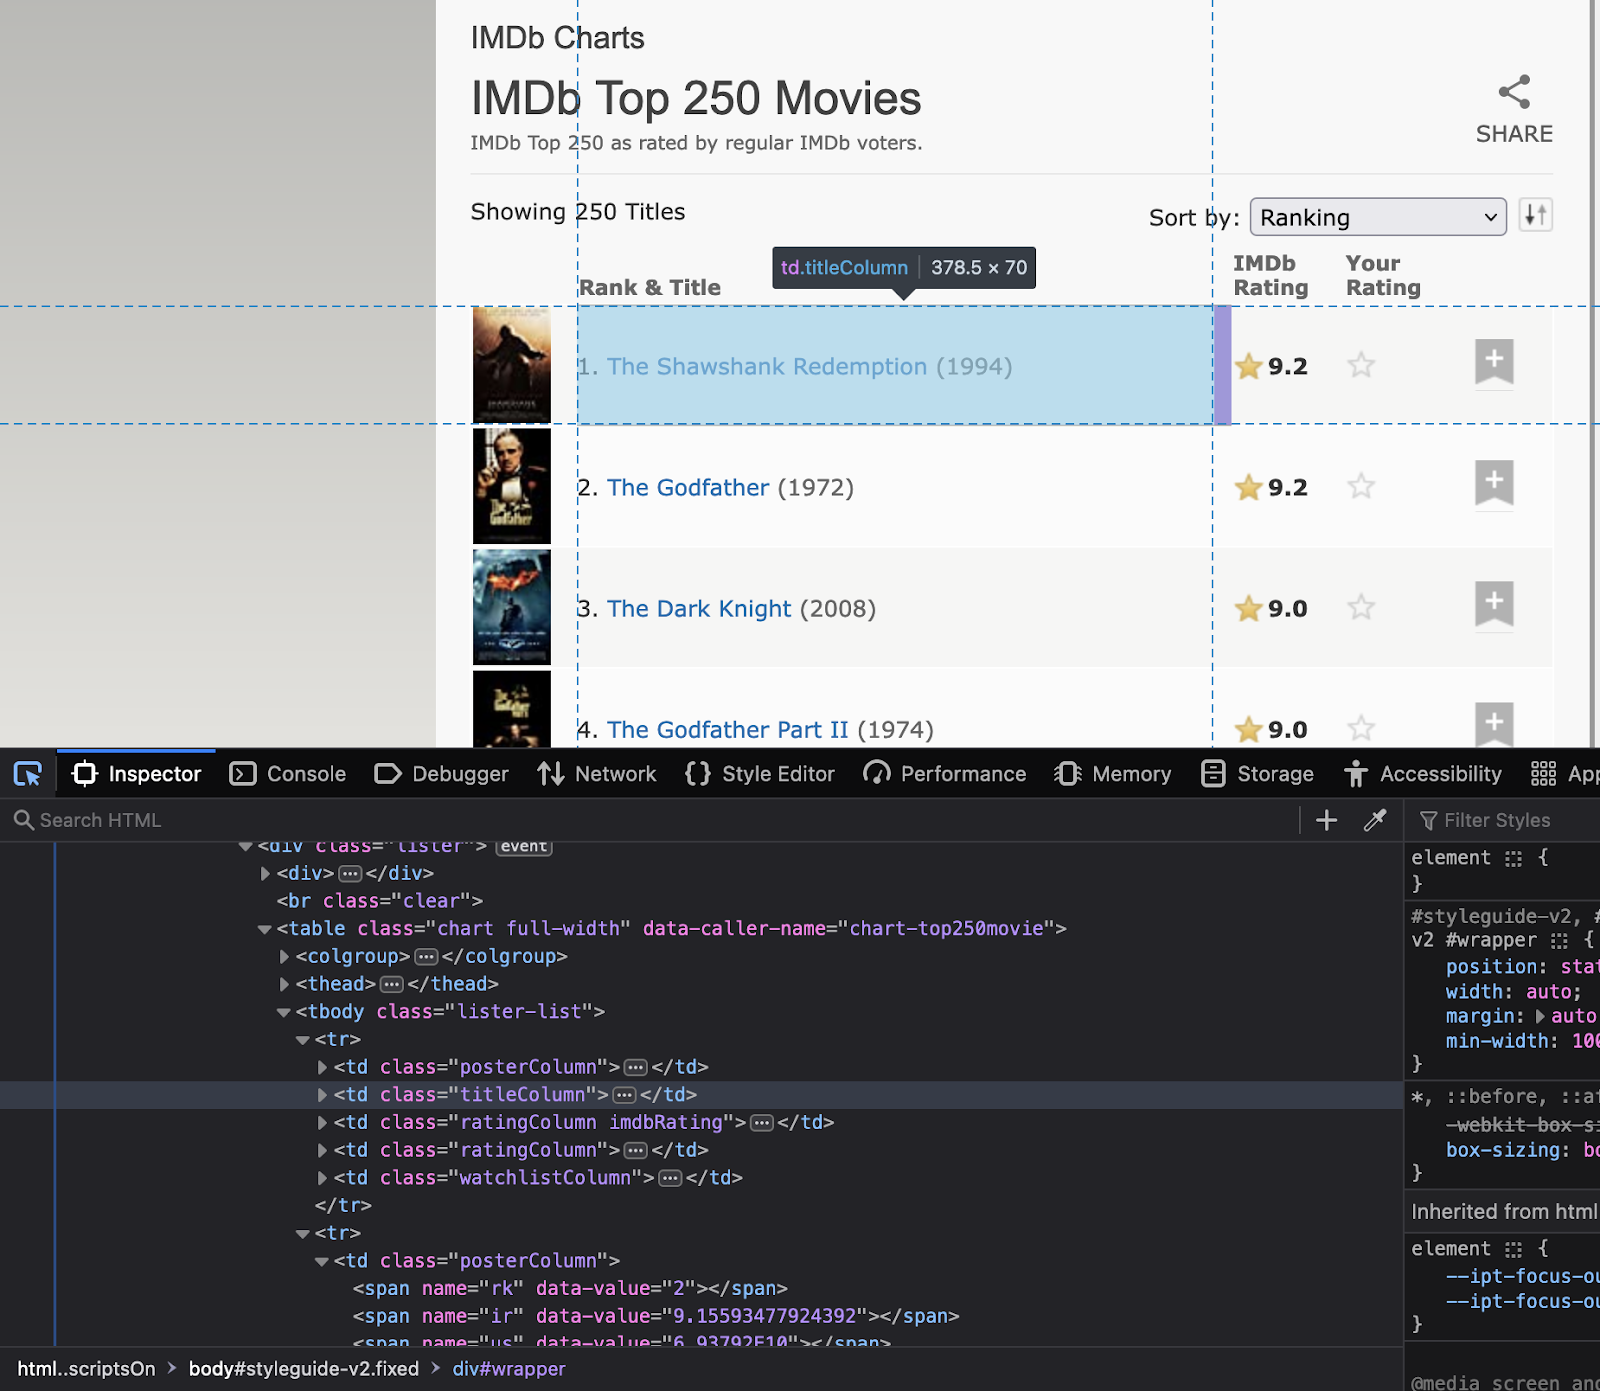 IMDb Charts
IMDb Top 250 Movies
IMDb Top 250 as rated by regular IMDb voters.
SHARE
Showing 250 Titles
Sort by: Ranking
td.titleColumn 378.5 × 70
Rank & Title
IMDb Rating
Your Rating
1. The Shawshank Redemption (1994) 9.2
2. The Godfather (1972) 9.2
3. The Dark Knight (2008) 9.0
4. The Godfather Part II (1974) 9.0
Inspector Console Debugger Network Style Editor Performance Memory Storage Accessibility App
Search HTML
Filter Styles
<div class="lister"> event
<div>…</div>
<br class="clear">
<table class="chart full-width" data-caller-name="chart-top250movie">
<colgroup>…</colgroup>
<thead>…</thead>
<tbody class="lister-list">
<tr>
<td class="posterColumn">…</td>
<td class="titleColumn">…</td>
<td class="ratingColumn imdbRating">…</td>
<td class="ratingColumn">…</td>
<td class="watchlistColumn">…</td>
</tr>
<tr>
<td class="posterColumn">
<span name="rk" data-value="2"></span>
<span name="ir" data-value="9.15593477924392"></span>
<span name="us" data-value="6.93792E10"></span>
html..scriptsOn > body#styleguide-v2.fixed > div#wrapper
element {
}
#styleguide-v2, #
v2 #wrapper {
position: stat
width: auto;
margin: auto
min-width: 100
}
*, ::before, ::af
-webkit-box-si
box-sizing: bo
}
Inherited from html
element {
--ipt-focus-ou
--ipt-focus-ou
}
@media screen and